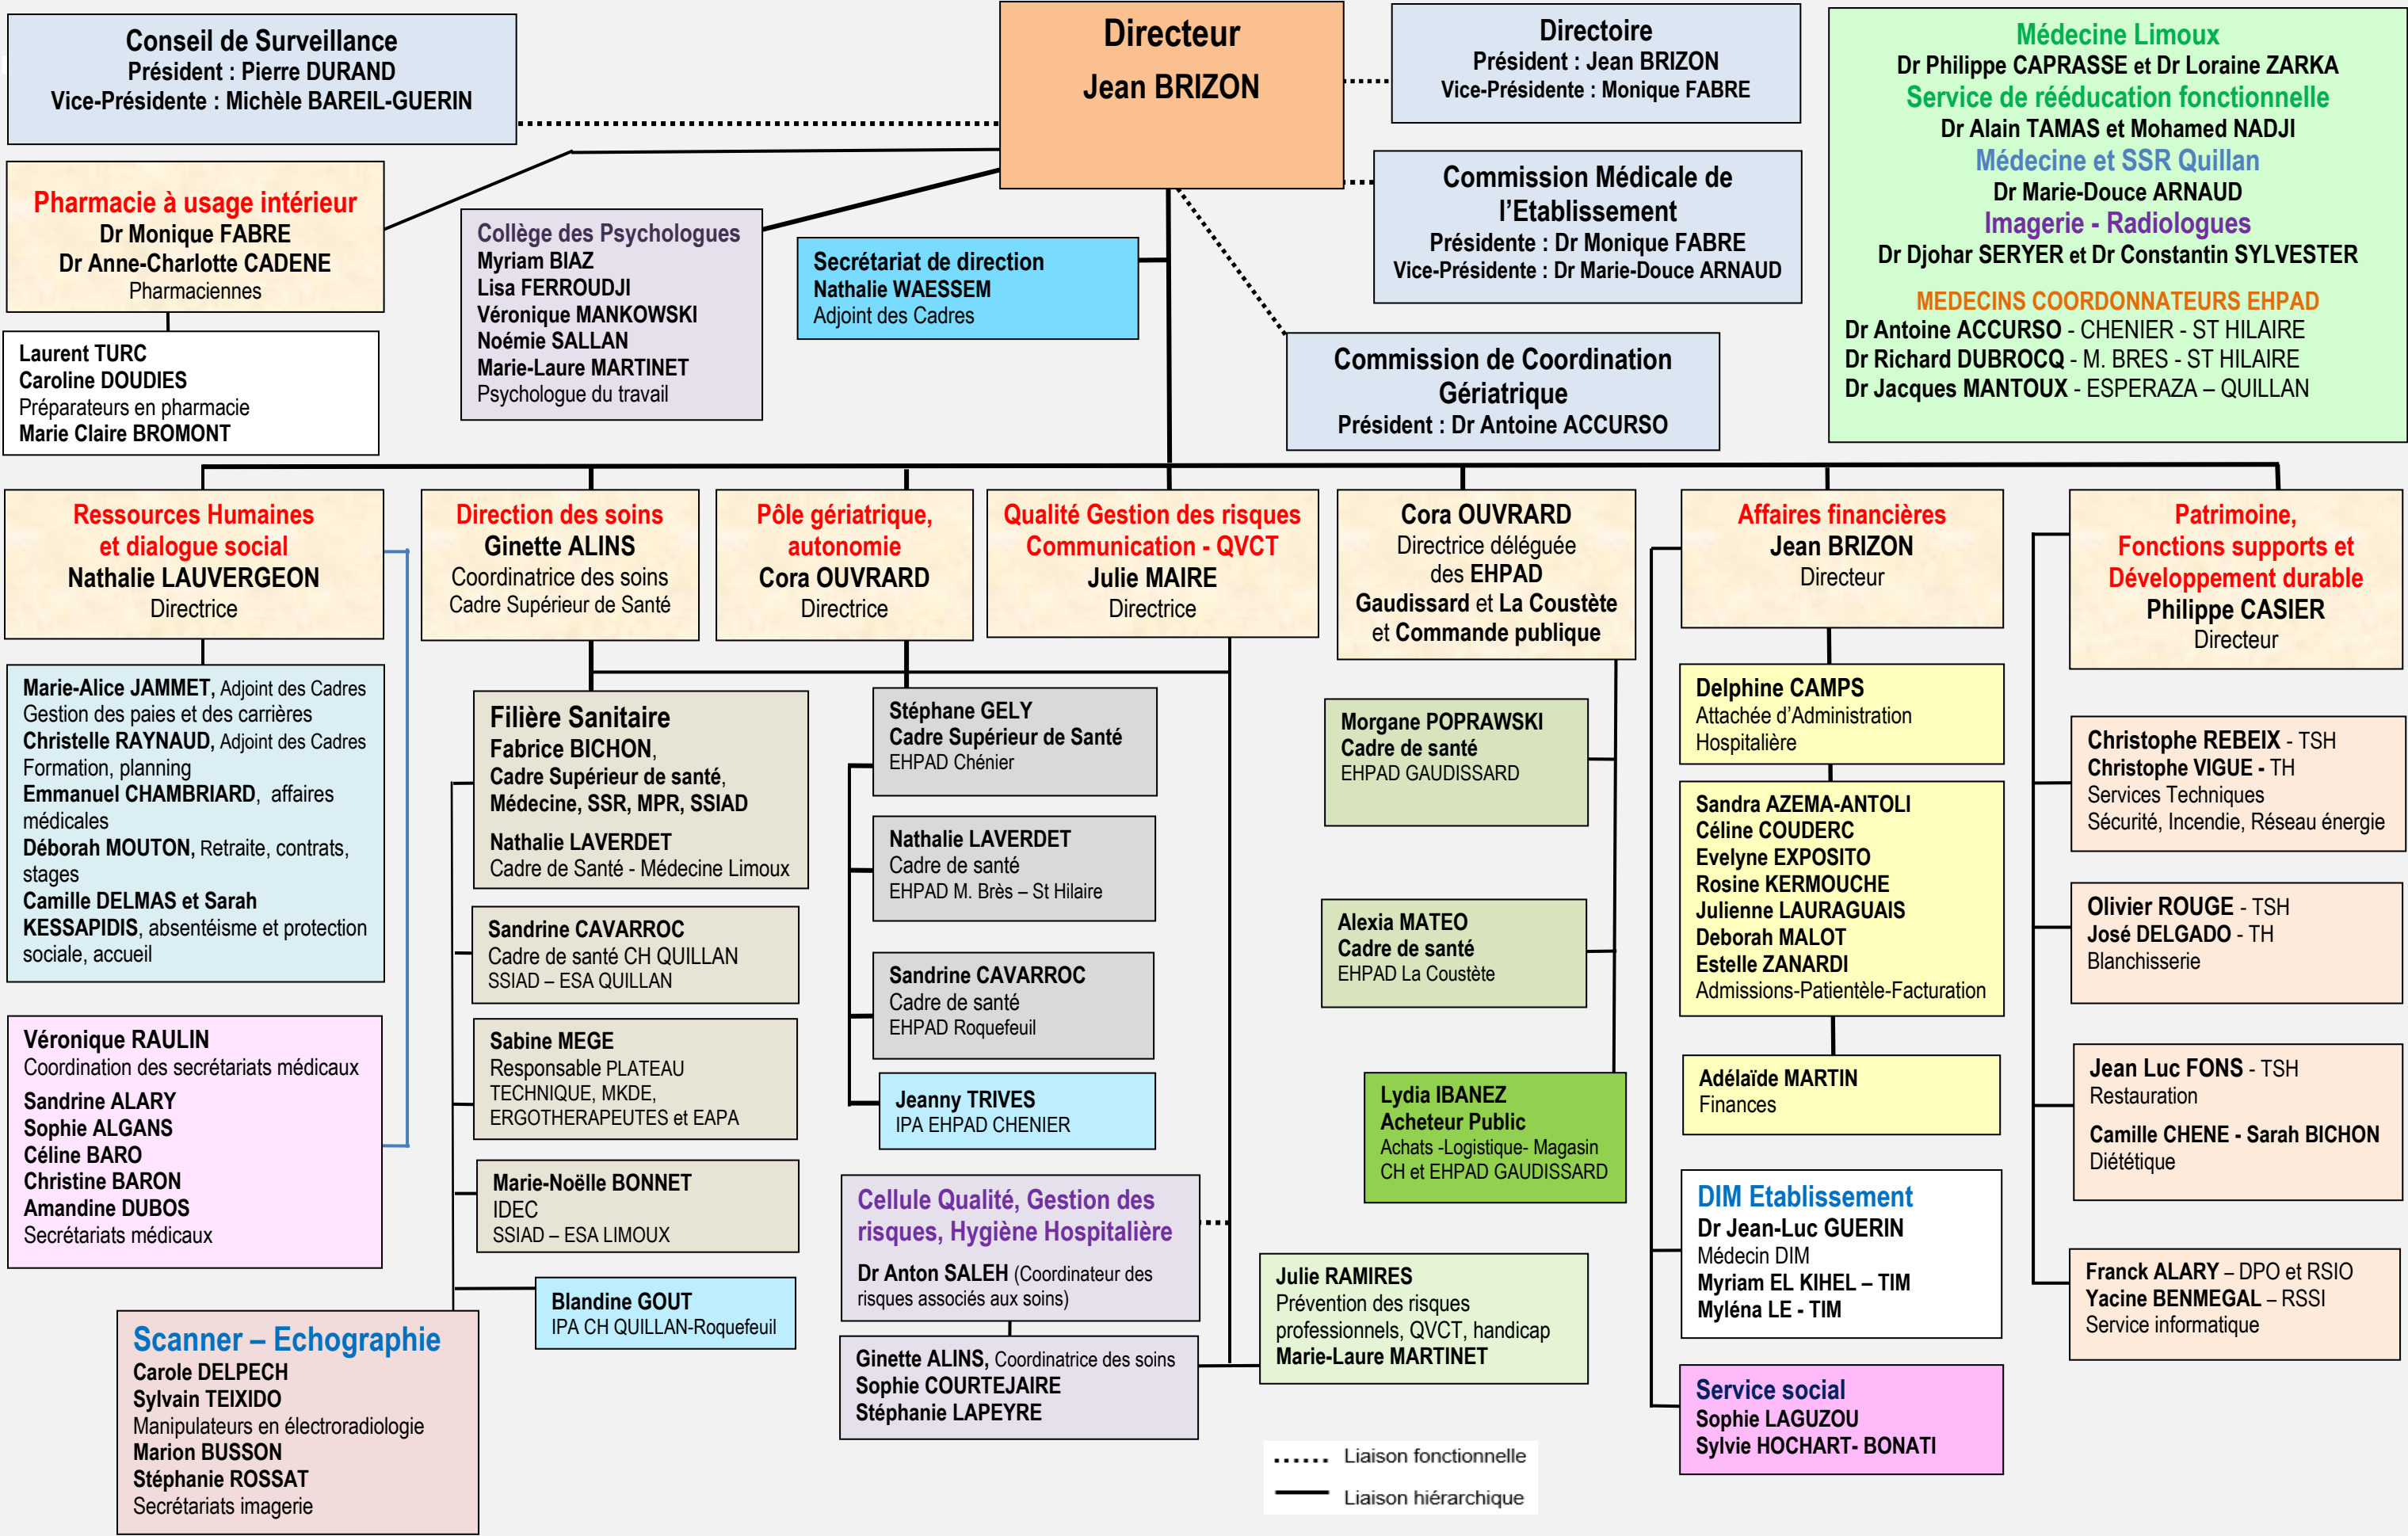 Conseil de Surveillance
Président : Pierre DURAND
Vice-Présidente : Michèle BAREIL-GUERIN
Directeur
Jean BRIZON
Directoire
Président : Jean BRIZON
Vice-Présidente : Monique FABRE
Médecine Limoux
Dr Philippe CAPRASSE et Dr Loraine ZARKA
Service de rééducation fonctionnelle
Dr Alain TAMAS et Mohamed NADJI
Médecine et SSR Quillan
Dr Marie-Douce ARNAUD
Imagerie - Radiologues
Dr Djohar SERYER et Dr Constantin SYLVESTER
MEDECINS COORDONNATEURS EHPAD
Dr Antoine ACCURSO - CHENIER - ST HILAIRE
Dr Richard DUBROCQ - M. BRES - ST HILAIRE
Dr Jacques MANTOUX - ESPERAZA – QUILLAN
Pharmacie à usage intérieur
Dr Monique FABRE
Dr Anne-Charlotte CADENE
Pharmaciennes
Laurent TURC
Caroline DOUDIES
Préparateurs en pharmacie
Marie Claire BROMONT
Collège des Psychologues
Myriam BIAZ
Lisa FERROUDJI
Véronique MANKOWSKI
Noémie SALLAN
Marie-Laure MARTINET
Psychologue du travail
Secrétariat de direction
Nathalie WAESSEM
Adjoint des Cadres
Commission Médicale de
l'Etablissement
Présidente : Dr Monique FABRE
Vice-Présidente : Dr Marie-Douce ARNAUD
Commission de Coordination
Gériatrique
Président : Dr Antoine ACCURSO
Ressources Humaines
et dialogue social
Nathalie LAUVERGEON
Directrice
Direction des soins
Ginette ALINS
Coordinatrice des soins
Cadre Supérieur de Santé
Pôle gériatrique,
autonomie
Cora OUVRARD
Directrice
Qualité Gestion des risques
Communication - QVCT
Julie MAIRE
Directrice
Cora OUVRARD
Directrice déléguée
des EHPAD
Gaudissard et La Coustète
et Commande publique
Affaires financières
Jean BRIZON
Directeur
Patrimoine,
Fonctions supports et
Développement durable
Philippe CASIER
Directeur
Marie-Alice JAMMET, Adjoint des Cadres
Gestion des paies et des carrières
Christelle RAYNAUD, Adjoint des Cadres
Formation, planning
Emmanuel CHAMBRIARD, affaires
médicales
Déborah MOUTON, Retraite, contrats,
stages
Camille DELMAS et Sarah
KESSAPIDIS, absentéisme et protection
sociale, accueil
Véronique RAULIN
Coordination des secrétariats médicaux
Sandrine ALARY
Sophie ALGANS
Céline BARO
Christine BARON
Amandine DUBOS
Secrétariats médicaux
Filière Sanitaire
Fabrice BICHON,
Cadre Supérieur de santé,
Médecine, SSR, MPR, SSIAD
Nathalie LAVERDET
Cadre de Santé - Médecine Limoux
Sandrine CAVARROC
Cadre de santé CH QUILLAN
SSIAD – ESA QUILLAN
Sabine MEGE
Responsable PLATEAU
TECHNIQUE, MKDE,
ERGOTHERAPEUTES et EAPA
Marie-Noëlle BONNET
IDEC
SSIAD – ESA LIMOUX
Blandine GOUT
IPA CH QUILLAN-Roquefeuil
Scanner – Echographie
Carole DELPECH
Sylvain TEIXIDO
Manipulateurs en électroradiologie
Marion BUSSON
Stéphanie ROSSAT
Secrétariats imagerie
Stéphane GELY
Cadre Supérieur de Santé
EHPAD Chénier
Nathalie LAVERDET
Cadre de santé
EHPAD M. Brès – St Hilaire
Sandrine CAVARROC
Cadre de santé
EHPAD Roquefeuil
Jeanny TRIVES
IPA EHPAD CHENIER
Cellule Qualité, Gestion des
risques, Hygiène Hospitalière
Dr Anton SALEH (Coordinateur des
risques associés aux soins)
Ginette ALINS, Coordinatrice des soins
Sophie COURTEJAIRE
Stéphanie LAPEYRE
Julie RAMIRES
Prévention des risques
professionnels, QVCT, handicap
Marie-Laure MARTINET
Morgane POPRAWSKI
Cadre de santé
EHPAD GAUDISSARD
Alexia MATEO
Cadre de santé
EHPAD La Coustète
Lydia IBANEZ
Acheteur Public
Achats -Logistique- Magasin
CH et EHPAD GAUDISSARD
Delphine CAMPS
Attachée d'Administration
Hospitalière
Sandra AZEMA-ANTOLI
Céline COUDERC
Evelyne EXPOSITO
Rosine KERMOUCHE
Julienne LAURAGUAIS
Deborah MALOT
Estelle ZANARDI
Admissions-Patientèle-Facturation
Adélaïde MARTIN
Finances
DIM Etablissement
Dr Jean-Luc GUERIN
Médecin DIM
Myriam EL KIHEL – TIM
Myléna LE - TIM
Service social
Sophie LAGUZOU
Sylvie HOCHART- BONATI
Christophe REBEIX - TSH
Christophe VIGUE - TH
Services Techniques
Sécurité, Incendie, Réseau énergie
Olivier ROUGE - TSH
José DELGADO - TH
Blanchisserie
Jean Luc FONS - TSH
Restauration
Camille CHENE - Sarah BICHON
Diététique
Franck ALARY – DPO et RSIO
Yacine BENMEGAL – RSSI
Service informatique
Liaison fonctionnelle
Liaison hiérarchique